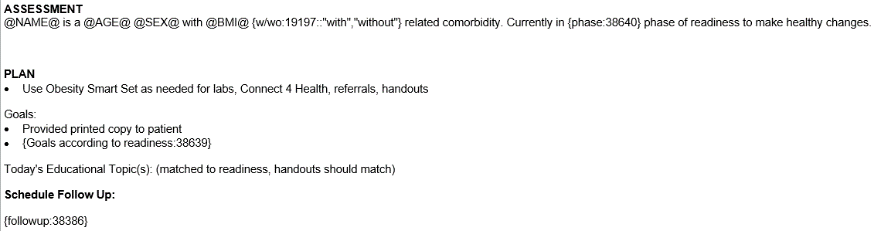 ASSESSMENT
@NAME@ is a @AGE@ @SEX@ with @BMI@ {w/wo:19197::"with","without"} related comorbidity. Currently in {phase:38640} phase of readiness to make healthy changes.
PLAN
• Use Obesity Smart Set as needed for labs, Connect 4 Health, referrals, handouts
Goals:
• Provided printed copy to patient
• {Goals according to readiness:38639}
Today's Educational Topic(s): (matched to readiness, handouts should match)
Schedule Follow Up:
{followup:38386}